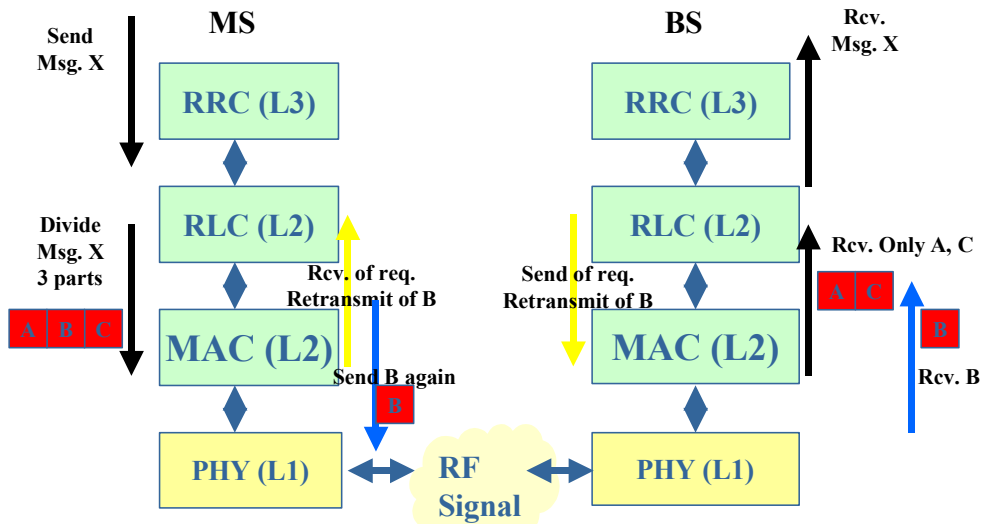 MS
BS
Send
Msg. X
Rcv.
Msg. X
RRC (L3)
RRC (L3)
RLC (L2)
RLC (L2)
Divide
Msg. X
3 parts
Rcv. of req.
Retransmit of B
Send of req.
Retransmit of B
Rcv. Only A, C
A B C
A C
B
MAC (L2)
MAC (L2)
Send B again
B
Rcv. B
PHY (L1)
RF
Signal
PHY (L1)